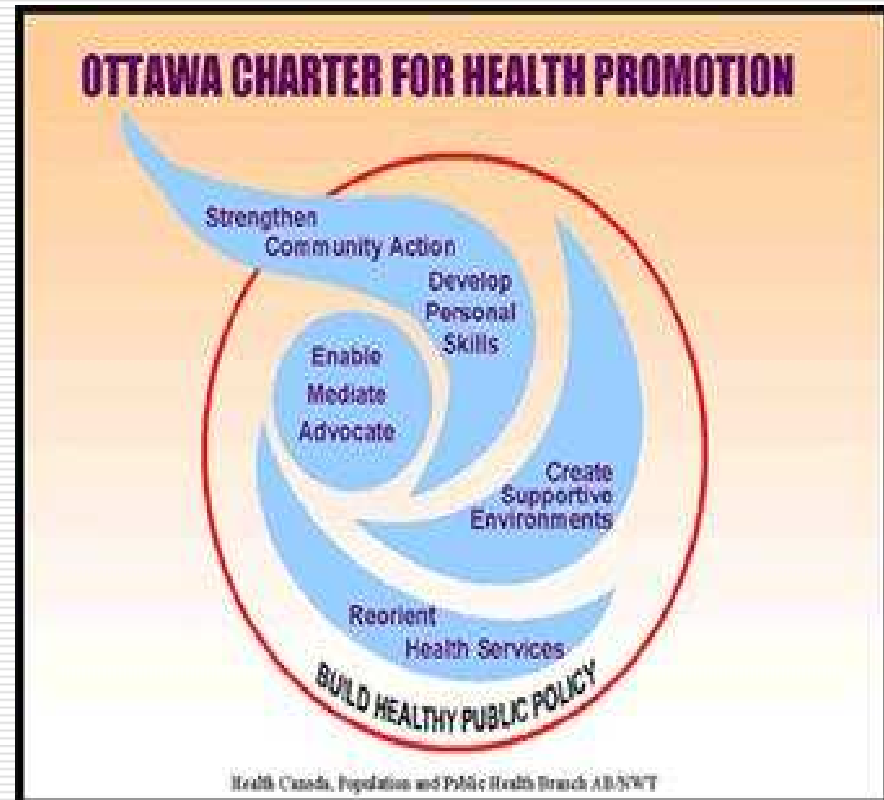 OTTAWA CHARTER FOR HEALTH PROMOTION
Strengthen
Community Action
Develop
Personal
Skills
Enable
Mediate
Advocate
Create
Supportive
Environments
Reorient
Health Services
BUILD HEALTHY PUBLIC POLICY
Health Canada, Population and Public Health Branch AB/NWT